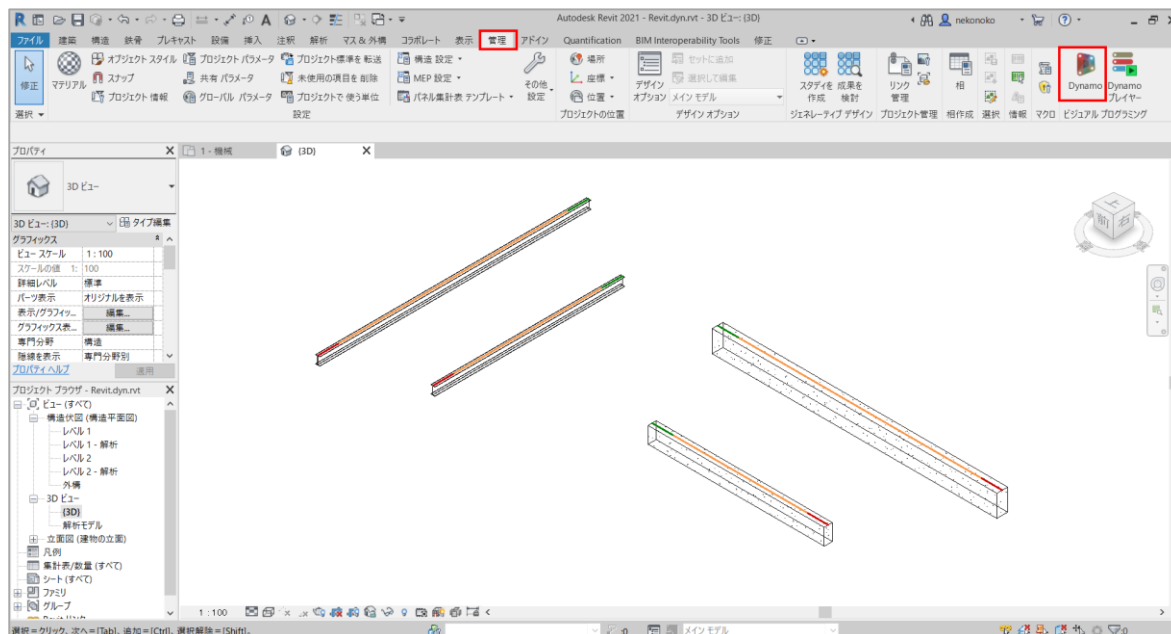 Autodesk Revit 2021 - Revit.dyn.rvt - 3D ビュー: {3D}
nekonoko
ファイル 建築 構造 鉄骨 プレキャスト 設備 挿入 注釈 解析 マス & 外構 コラボレート 表示 管理 アドイン Quantification BIM Interoperability Tools 修正
修正
マテリアル
オブジェクト スタイル プロジェクト パラメータ プロジェクト標準を転送 構造 設定
スナップ 共有 パラメータ 未使用の項目を削除 MEP 設定
プロジェクト情報 グローバル パラメータ プロジェクトで使う単位 パネル集計表 テンプレート
その他 設定
場所
座標
位置
デザイン オプション
セットに追加
選択して編集
メイン モデル
スタディを 作成
成果を 検討
リンク 管理
相
Dynamo
Dynamo プレイヤー
選択 設定 プロジェクトの位置 デザイン オプション ジェネレーティブ デザイン プロジェクト管理 相作成 選択 情報 マクロ ビジュアル プログラミング
プロパティ
1 - 機械
{3D}
3D ビュー
3D ビュー: {3D} タイプ編集
グラフィックス
ビュー スケール 1 : 100
スケールの値 1: 100
詳細レベル 標準
パーツ表示 オリジナルを表示
表示/グラフィッ... 編集...
グラフィックス表... 編集...
専門分野 構造
隠線を表示 専門分野別
プロパティ ヘルプ 適用
プロジェクト ブラウザ - Revit.dyn.rvt
ビュー (すべて)
構造伏図 (構造平面図)
レベル 1
レベル 1 - 解析
レベル 2
レベル 2 - 解析
外構
3D ビュー
{3D}
解析モデル
立面図 (建物の立面)
凡例
集計表/数量 (すべて)
シート (すべて)
ファミリ
グループ
上
前
右
1 : 100
選択 = クリック, 次へ = [Tab], 追加 = [Ctrl], 選択解除 = [Shift].
:0
メイン モデル
:0